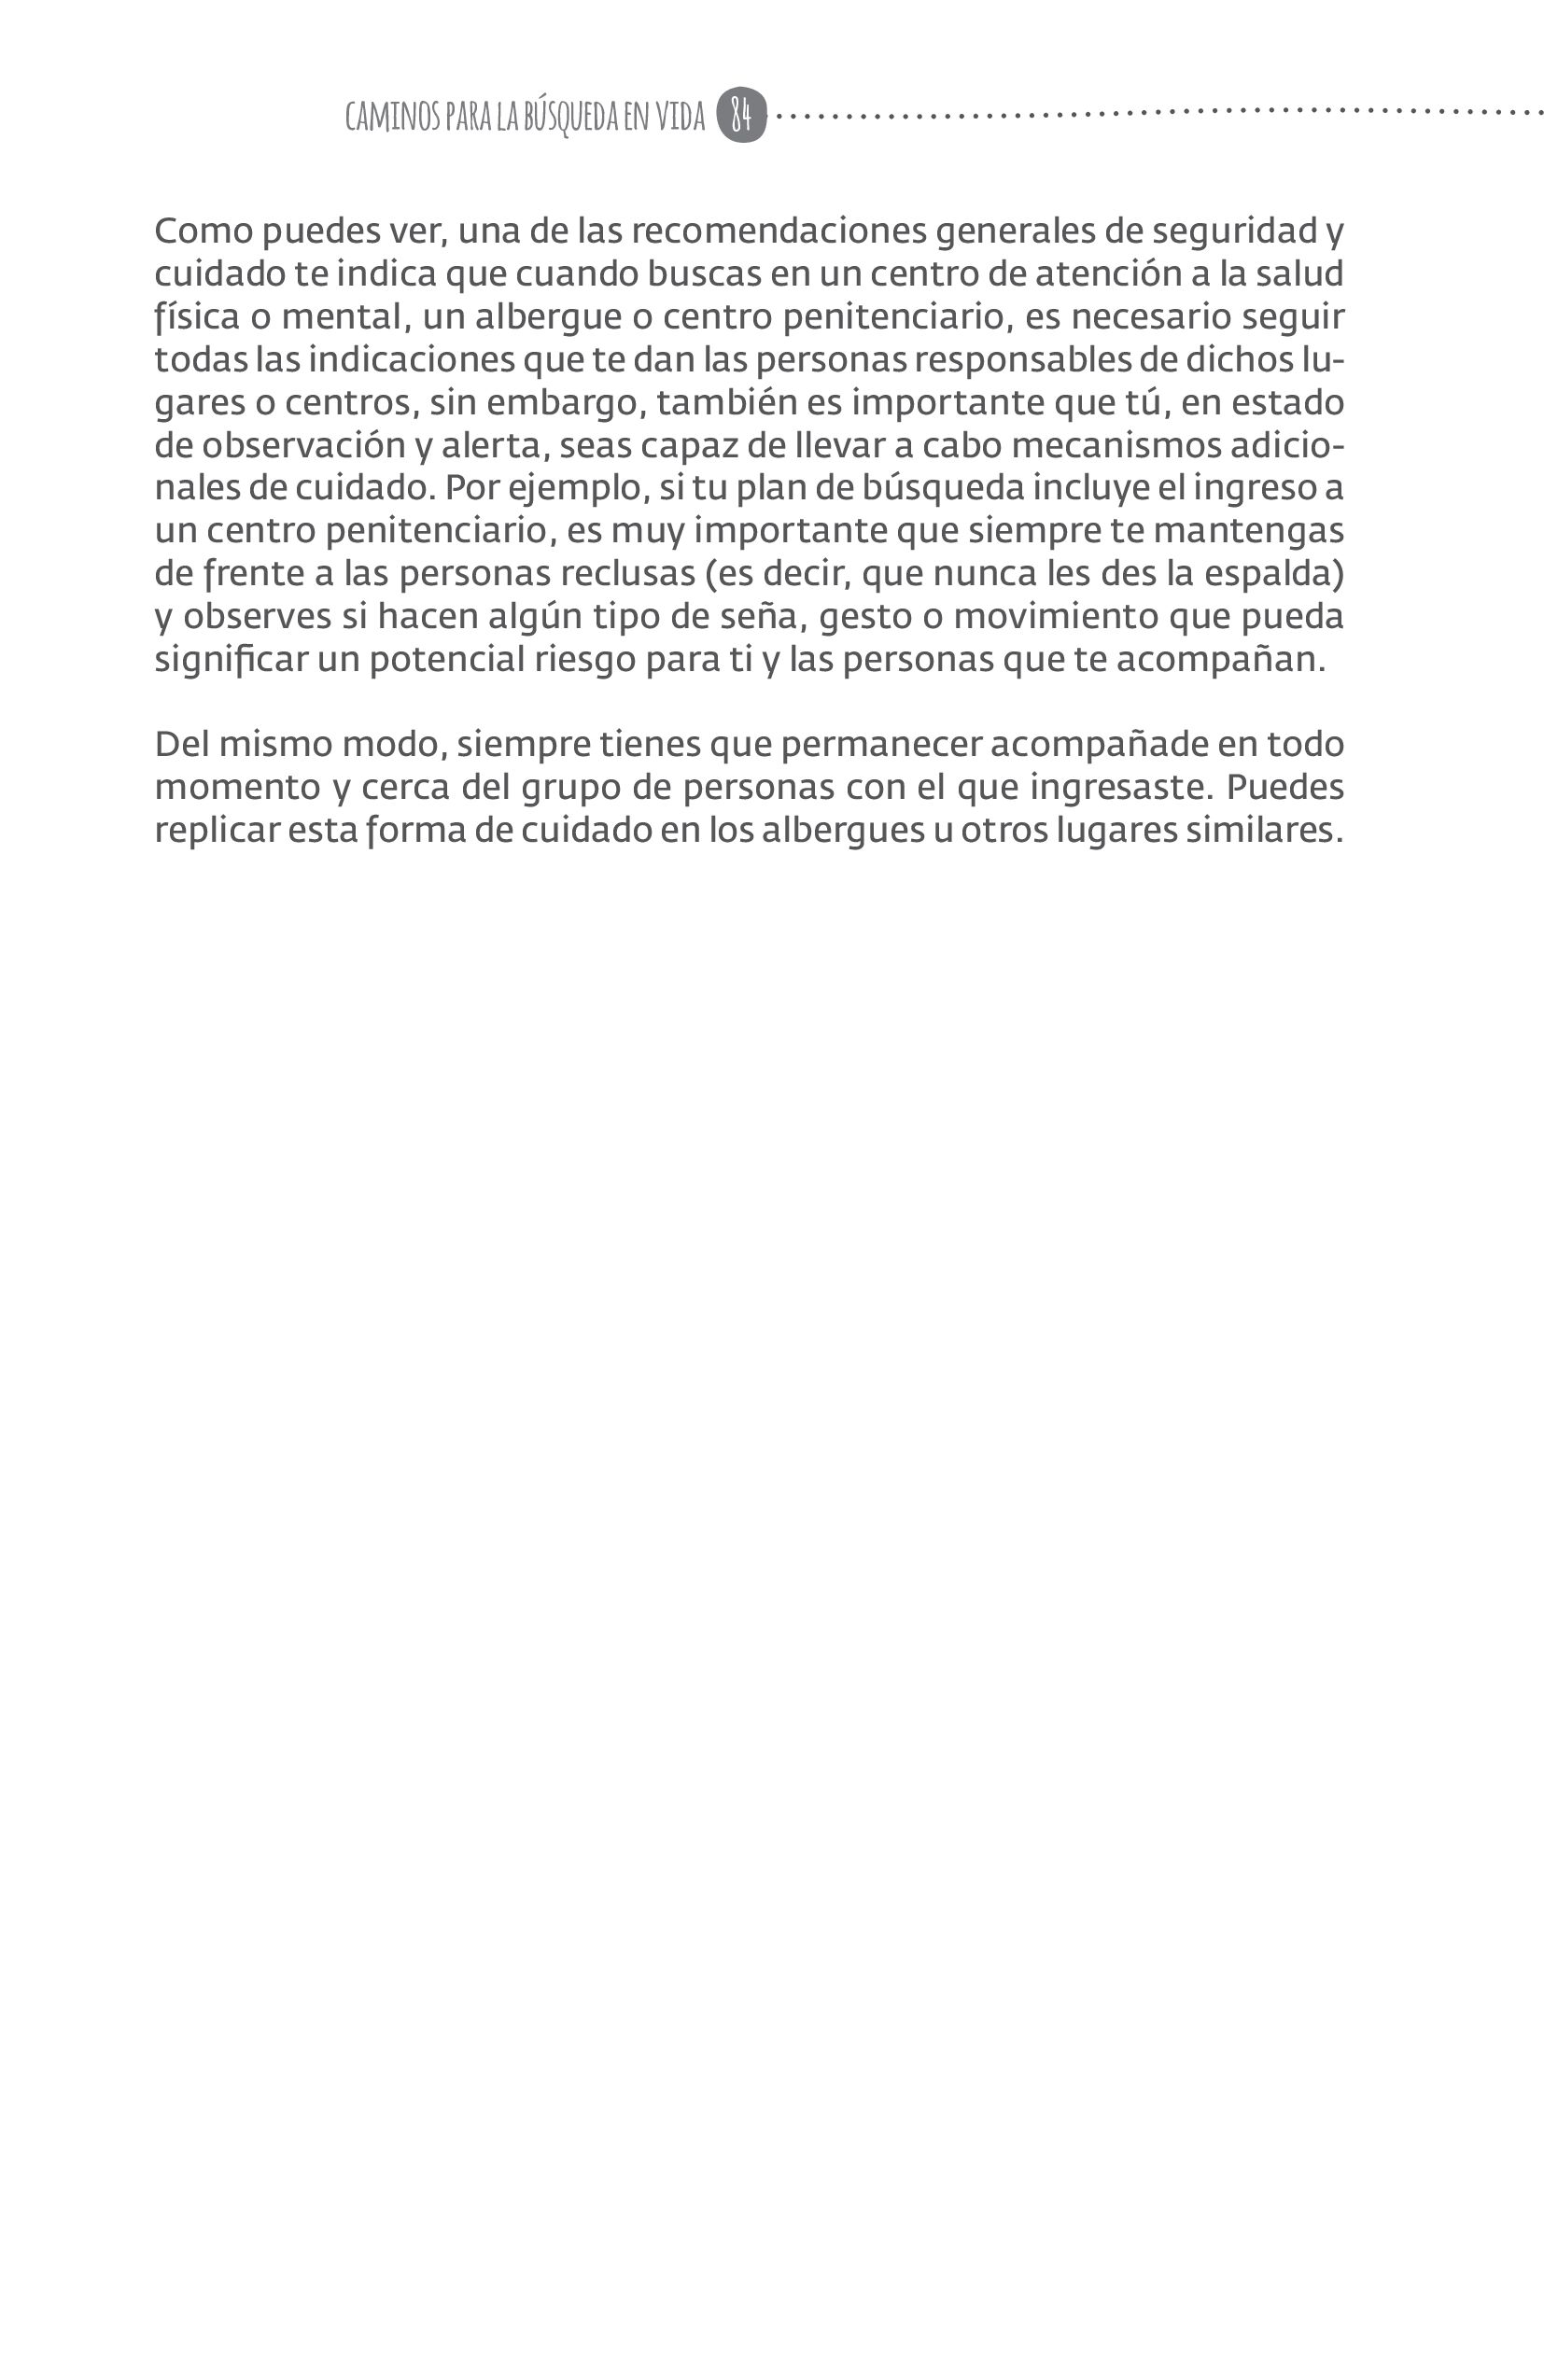 CAMINOS PARA LA BÚSQUEDA EN VIDA 84
Como puedes ver, una de las recomendaciones generales de seguridad y
cuidado te indica que cuando buscas en un centro de atención a la salud
física o mental, un albergue o centro penitenciario, es necesario seguir
todas las indicaciones que te dan las personas responsables de dichos lu-
gares o centros, sin embargo, también es importante que tú, en estado
de observación y alerta, seas capaz de llevar a cabo mecanismos adicio-
nales de cuidado. Por ejemplo, si tu plan de búsqueda incluye el ingreso a
un centro penitenciario, es muy importante que siempre te mantengas
de frente a las personas reclusas (es decir, que nunca les des la espalda)
y observes si hacen algún tipo de seña, gesto o movimiento que pueda
significar un potencial riesgo para ti y las personas que te acompañan.
Del mismo modo, siempre tienes que permanecer acompañade en todo
momento y cerca del grupo de personas con el que ingresaste. Puedes
replicar esta forma de cuidado en los albergues u otros lugares similares.